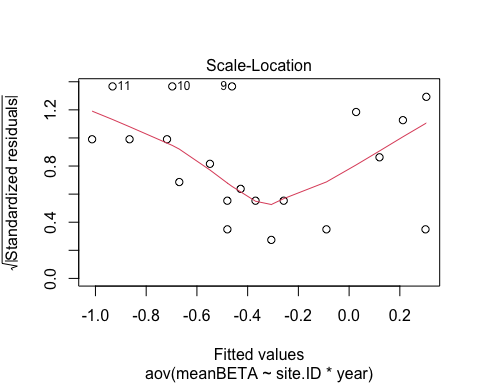 Scale-Location
√|Standardized residuals|
0.0 0.4 0.8 1.2
11 10 9
-1.0 -0.8 -0.6 -0.4 -0.2 0.0 0.2
Fitted values
aov(meanBETA ~ site.ID * year)